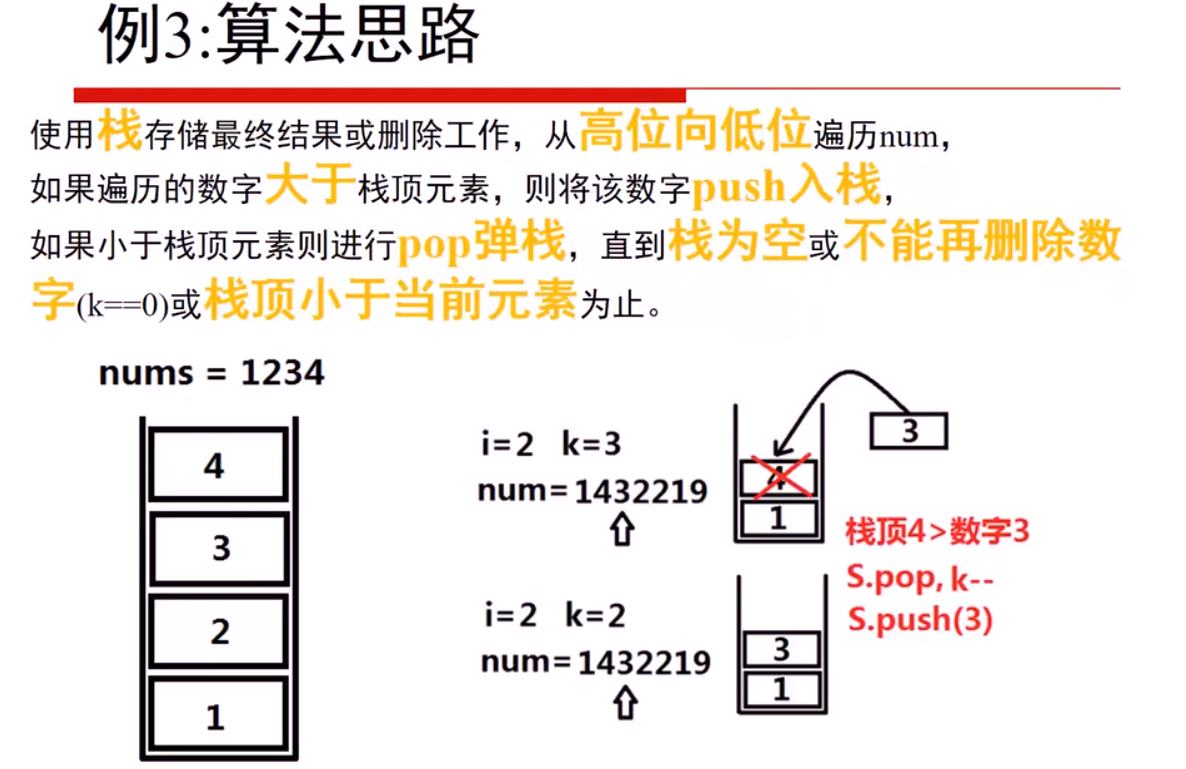 例3:算法思路
使用栈存储最终结果或删除工作，从高位向低位遍历num，
如果遍历的数字大于栈顶元素，则将该数字push入栈，
如果小于栈顶元素则进行pop弹栈，直到栈为空或不能再删除数
字(k==0)或栈顶小于当前元素为止。
nums = 1234
4
3
2
1
i=2 k=3
num=1432219
3
4
1
栈顶4>数字3
S.pop, k--
S.push(3)
i=2 k=2
num=1432219
3
1